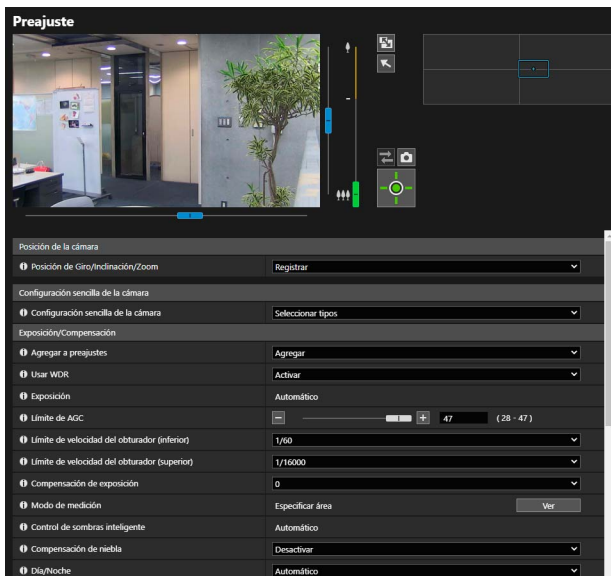 Preajuste
Posición de la cámara
Posición de Giro/Inclinación/Zoom Registrar
Configuración sencilla de la cámara
Configuración sencilla de la cámara Seleccionar tipos
Exposición/Compensación
Agregar a preajustes Agregar
Usar WDR Activar
Exposición Automático
Límite de AGC 47 (28 - 47)
Límite de velocidad del obturador (inferior) 1/60
Límite de velocidad del obturador (superior) 1/16000
Compensación de exposición 0
Modo de medición Especificar área Ver
Control de sombras inteligente Automático
Compensación de niebla Desactivar
Día/Noche Automático